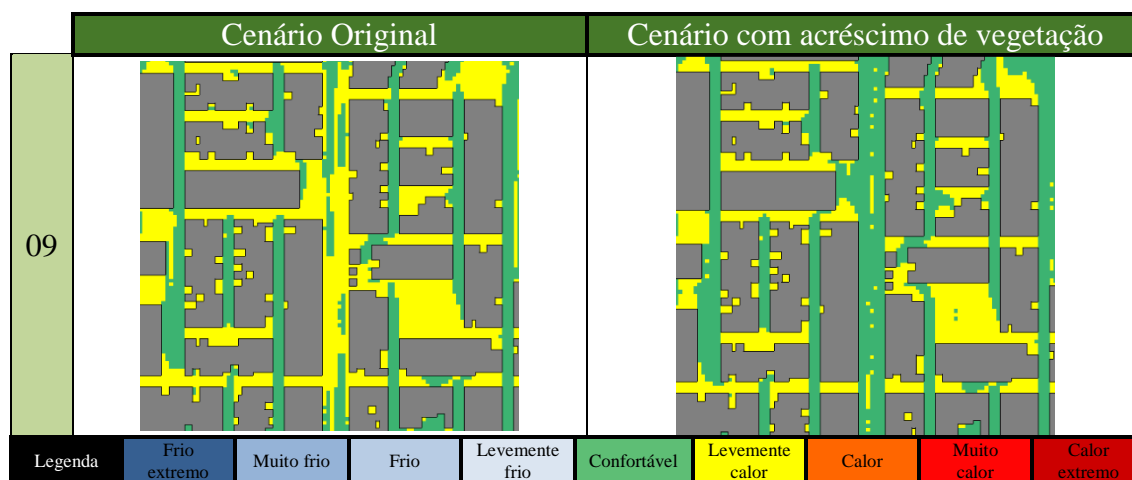 Cenário Original
Cenário com acréscimo de vegetação
09
Legenda
Frio
extremo
Muito frio
Frio
Levemente
frio
Confortável
Levemente
calor
Calor
Muito
calor
Calor
extremo